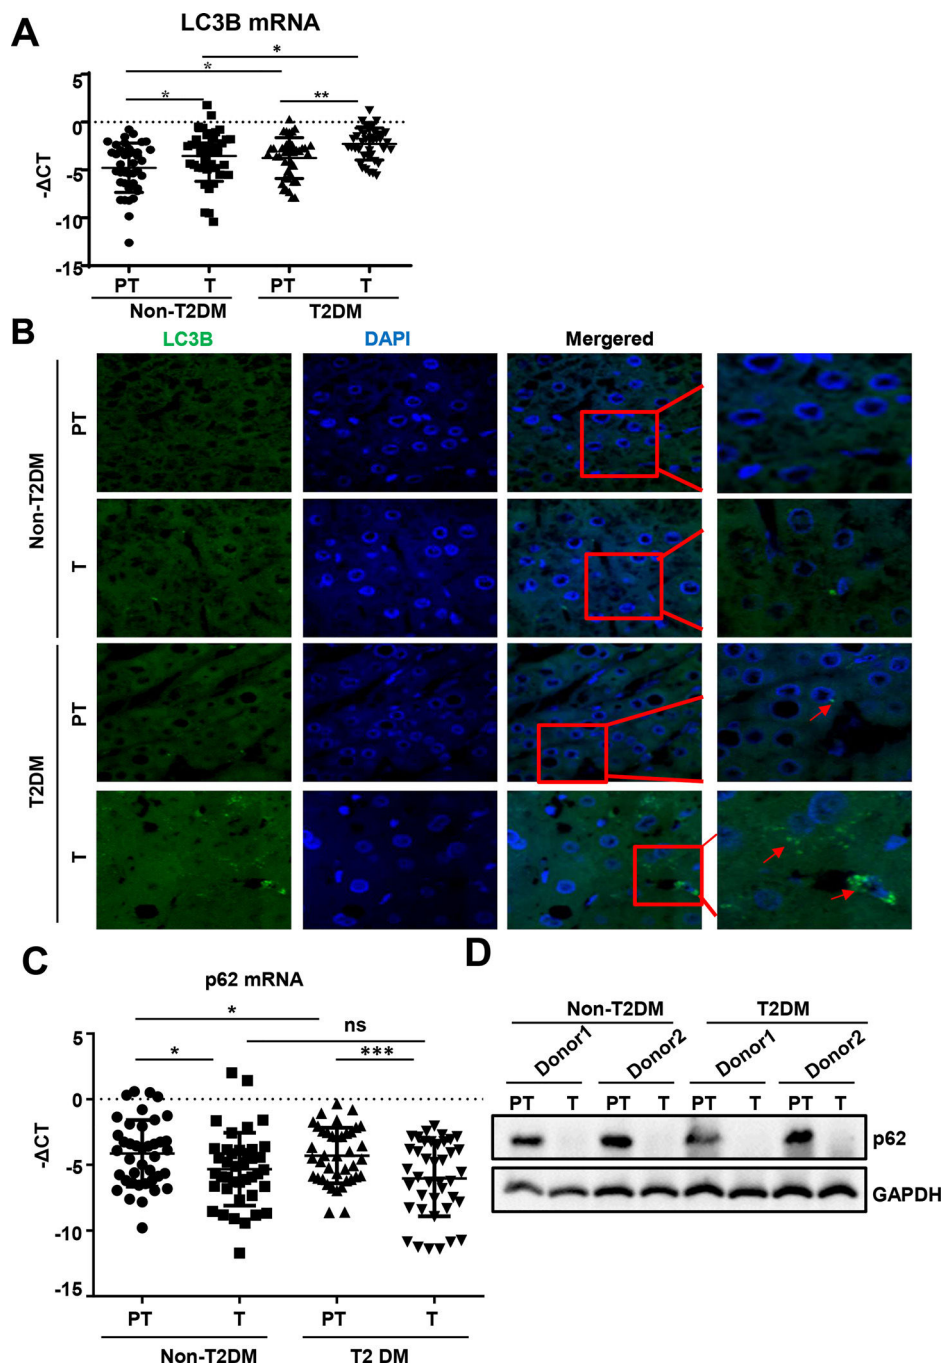 A
LC3B mRNA
*
*
*
**
5
0
-5
-10
-15
-ΔCT
PT
T
PT
T
Non-T2DM
T2DM
B
LC3B
DAPI
Mergered
Non-T2DM
PT
T
T2DM
PT
T
C
p62 mRNA
*
ns
*
***
5
0
-5
-10
-15
-ΔCT
PT
T
PT
T
Non-T2DM
T2 DM
D
Non-T2DM
T2DM
Donor1
Donor2
Donor1
Donor2
PT T PT T PT T PT T
p62
GAPDH